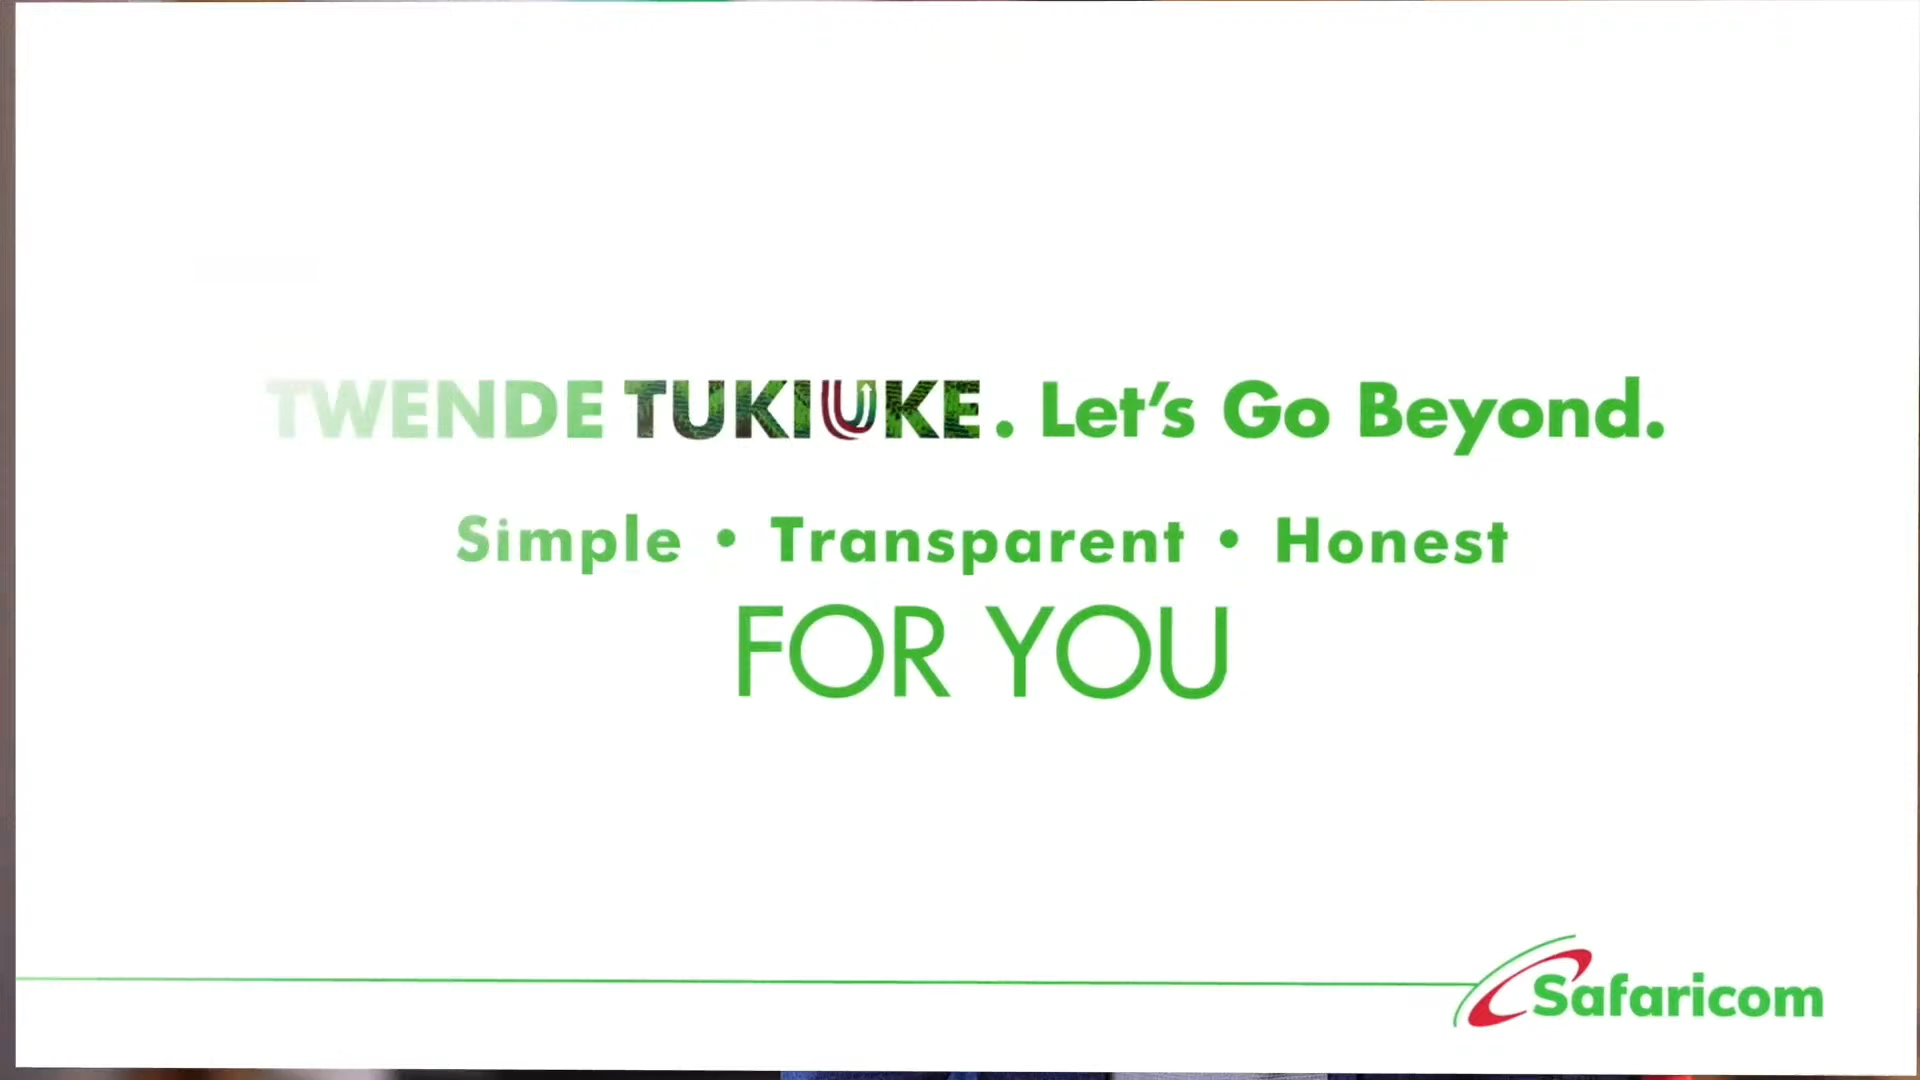 TWENDE TUKIUKE. Let's Go Beyond.
Simple • Transparent • Honest
FOR YOU
Safaricom